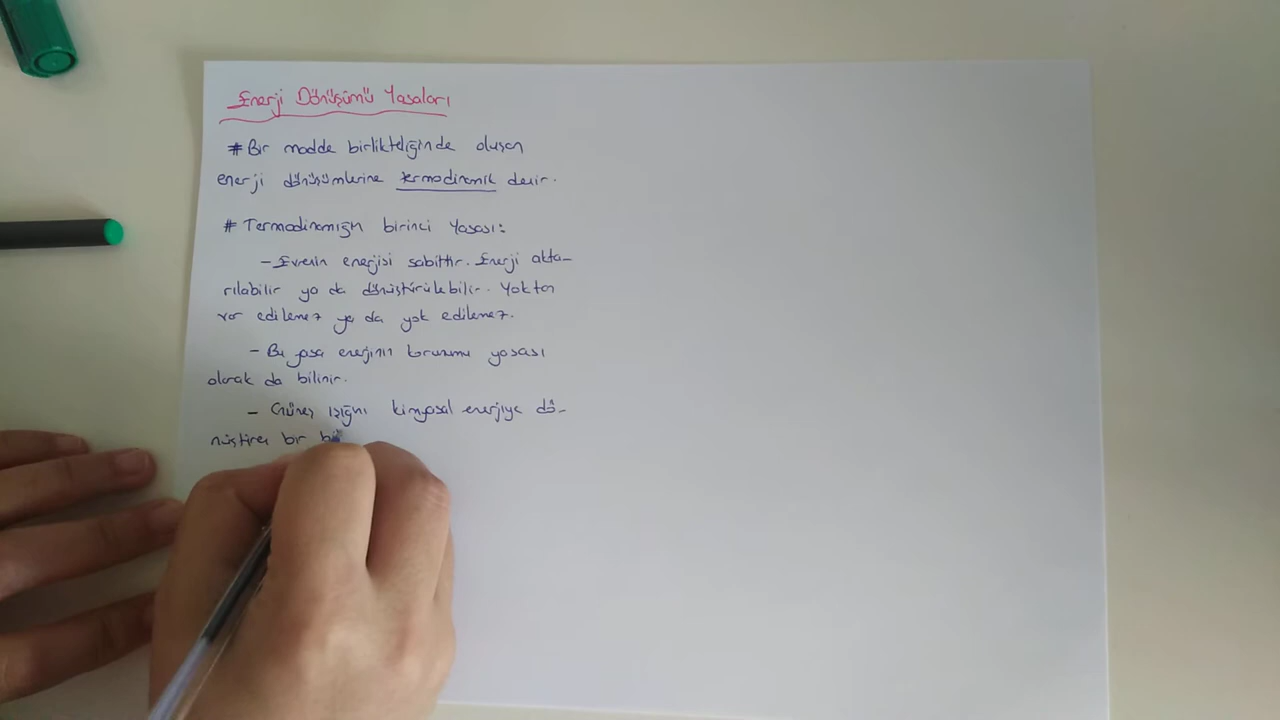 Enerji Dönüşümü Yasaları
# Bir madde birlikteliğinde oluşan
enerji dönüşümlerine termodinamik denir.
# Termodinamiğin birinci yasası:
- Evrenin enerjisi sabittir. Enerji akta-
rılabilir ya da dönüştürülebilir. Yoktan
var edilemez ya da yok edilemez.
- Bu yasa enerjinin korunumu yasası
olarak da bilinir.
- Güneş ışığını kimyasal enerjiye dö-
nüştüren bir